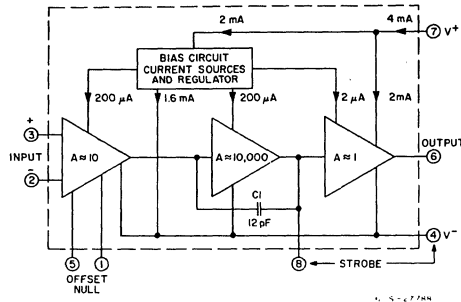 2 mA
4 mA
7 V+
BIAS CIRCUIT
CURRENT SOURCES
AND REGULATOR
200 μA
1.6 mA
200 μA
2 μA
2 mA
+
3
INPUT
-
2
A≈10
A≈10,000
A≈1
OUTPUT
6
C1
12 pF
5
1
OFFSET
NULL
8
STROBE
4 V-